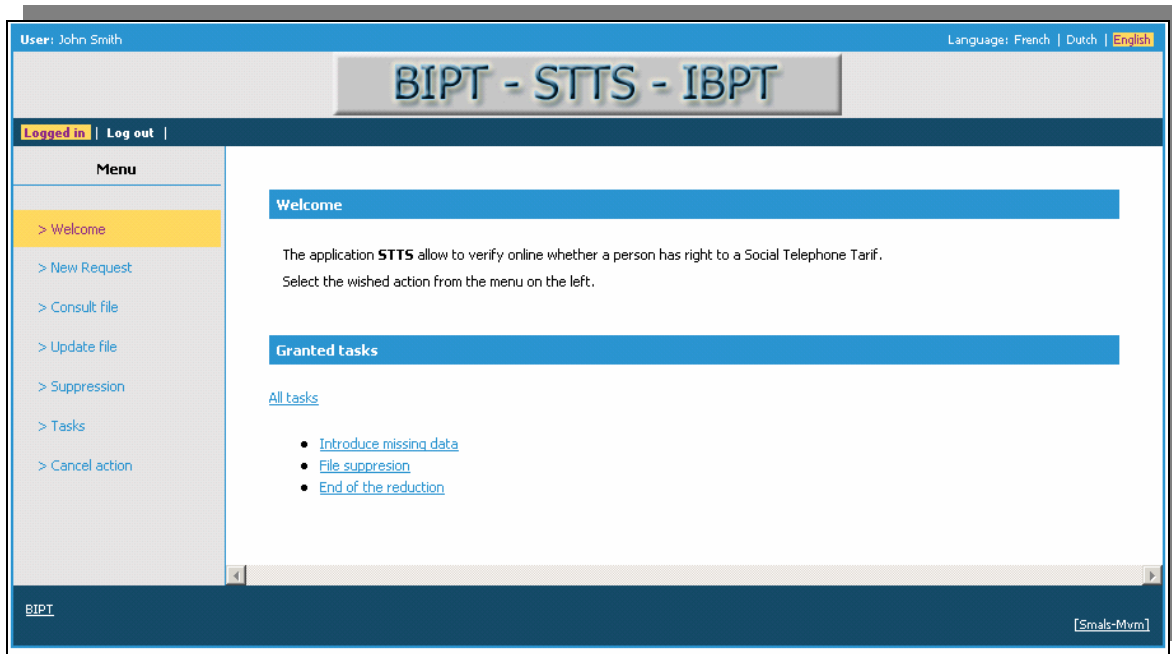 User: John Smith
Language: French | Dutch | English
BIPT - STTS - IBPT
Logged in | Log out |
Menu
> Welcome
> New Request
> Consult file
> Update file
> Suppression
> Tasks
> Cancel action
Welcome
The application STTS allow to verify online whether a person has right to a Social Telephone Tarif.
Select the wished action from the menu on the left.
Granted tasks
All tasks
• Introduce missing data
• File suppresion
• End of the reduction
BIPT
[Smals-Mvm]